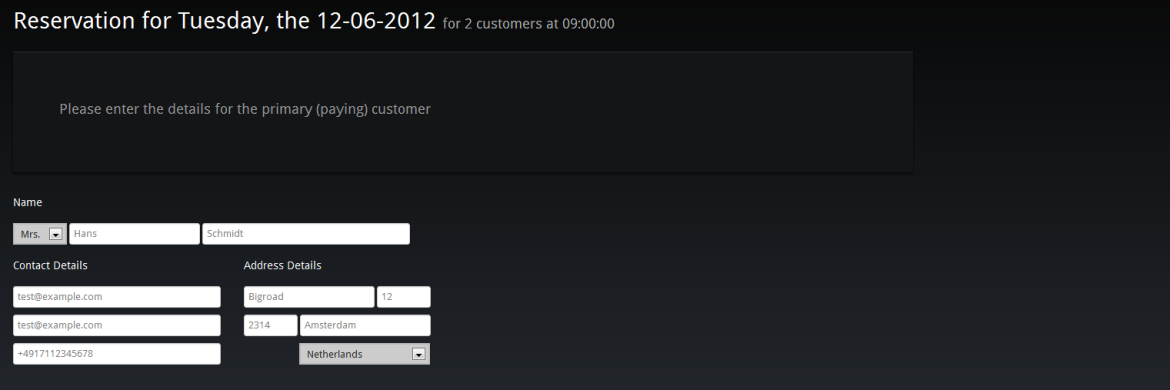 Reservation for Tuesday, the 12-06-2012 for 2 customers at 09:00:00
Please enter the details for the primary (paying) customer
Name
Mrs. Hans Schmidt
Contact Details Address Details
test@example.com Bigroad 12
test@example.com 2314 Amsterdam
+4917112345678 Netherlands